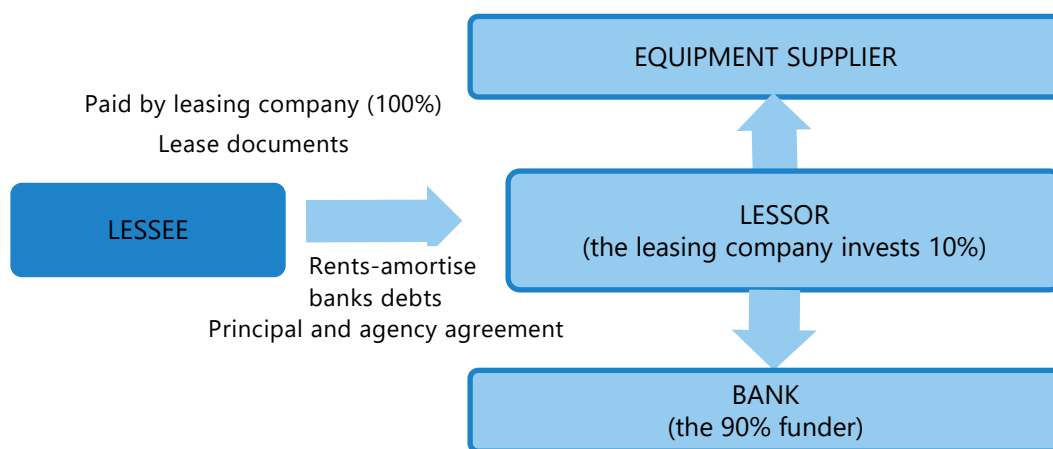 EQUIPMENT SUPPLIER
Paid by leasing company (100%)
Lease documents
LESSEE
LESSOR
(the leasing company invests 10%)
Rents-amortise
banks debts
Principal and agency agreement
BANK
(the 90% funder)